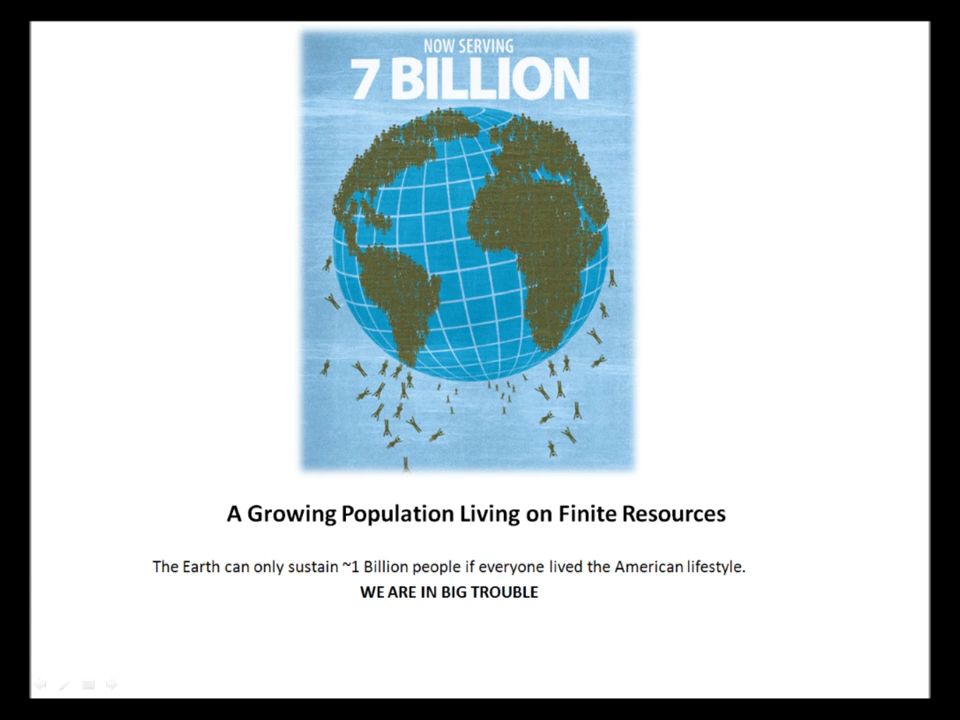 NOW SERVING
7 BILLION
A Growing Population Living on Finite Resources
The Earth can only sustain ~1 Billion people if everyone lived the American lifestyle.
WE ARE IN BIG TROUBLE